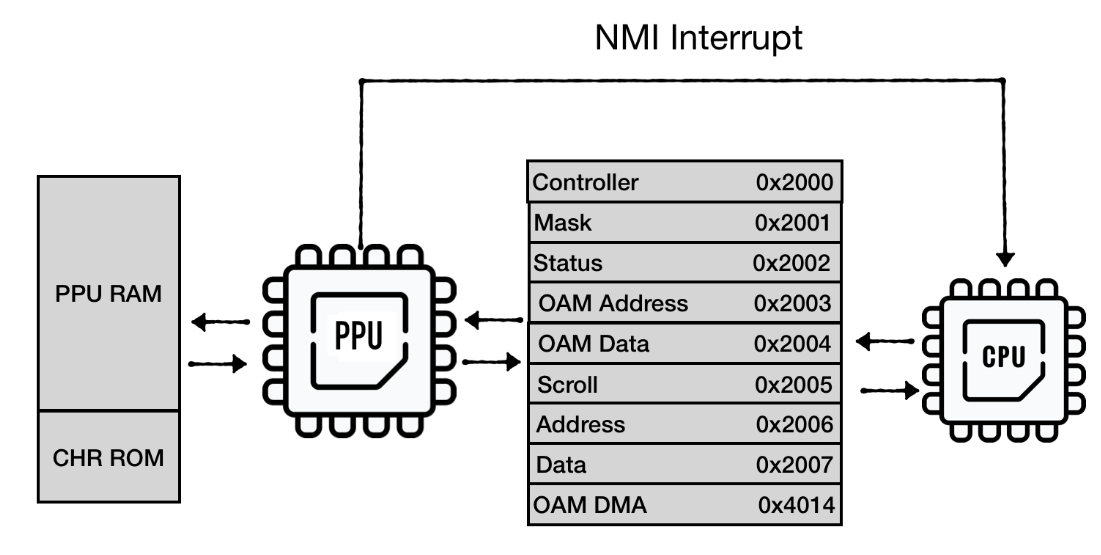 NMI Interrupt
Controller 0x2000
Mask 0x2001
Status 0x2002
OAM Address 0x2003
OAM Data 0x2004
Scroll 0x2005
Address 0x2006
Data 0x2007
OAM DMA 0x4014
PPU RAM
CHR ROM
PPU
CPU